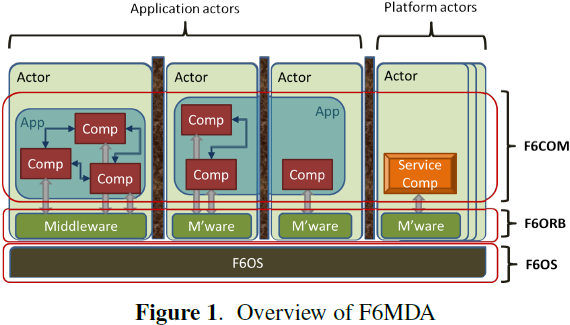 Application actors
Platform actors
Actor
Actor
Actor
Actor
App
Comp
Comp
Comp
App
Comp
Comp
Comp
Service
Comp
F6COM
Middleware
M'ware
M'ware
M'ware
F6ORB
F6OS
F6OS
Figure 1. Overview of F6MDA